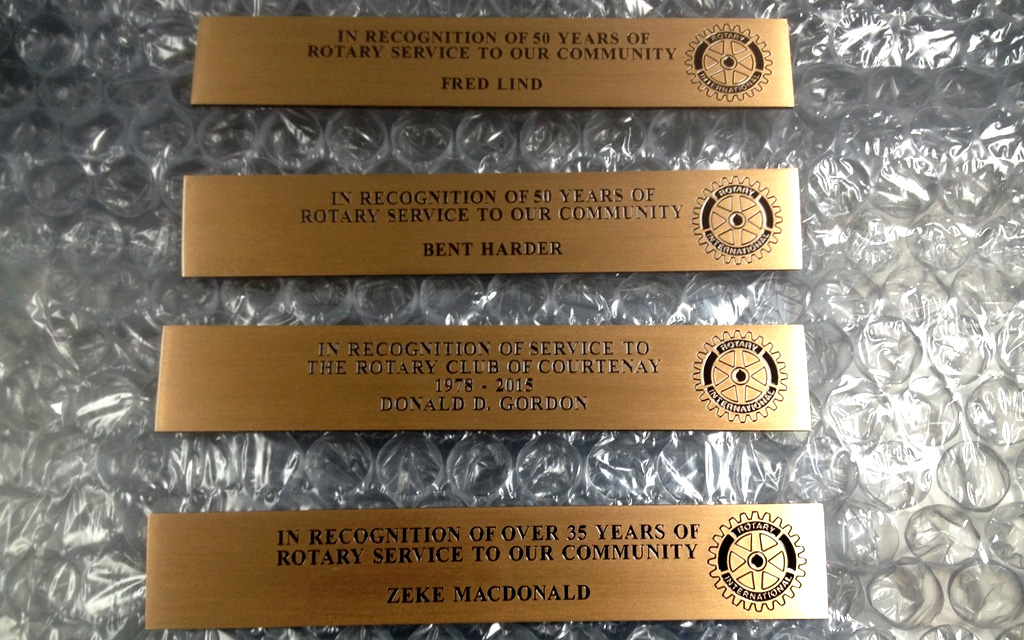 IN RECOGNITION OF 50 YEARS OF
ROTARY SERVICE TO OUR COMMUNITY
FRED LIND
ROTARY
INTERNATIONAL
IN RECOGNITION OF 50 YEARS OF
ROTARY SERVICE TO OUR COMMUNITY
BENT HARDER
ROTARY
INTERNATIONAL
IN RECOGNITION OF SERVICE TO
THE ROTARY CLUB OF COURTENAY
1978 - 2015
DONALD D. GORDON
ROTARY
INTERNATIONAL
IN RECOGNITION OF OVER 35 YEARS OF
ROTARY SERVICE TO OUR COMMUNITY
ZEKE MACDONALD
ROTARY
INTERNATIONAL